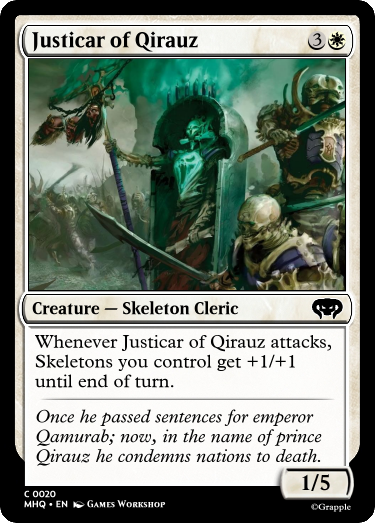 Justicar of Qirauz 3
Creature — Skeleton Cleric
Whenever Justicar of Qirauz attacks,
Skeletons you control get +1/+1
until end of turn.
Once he passed sentences for emperor
Qamurab; now, in the name of prince
Qirauz he condemns nations to death.
1/5
C 0020
MHQ • EN Games Workshop
©Grapple